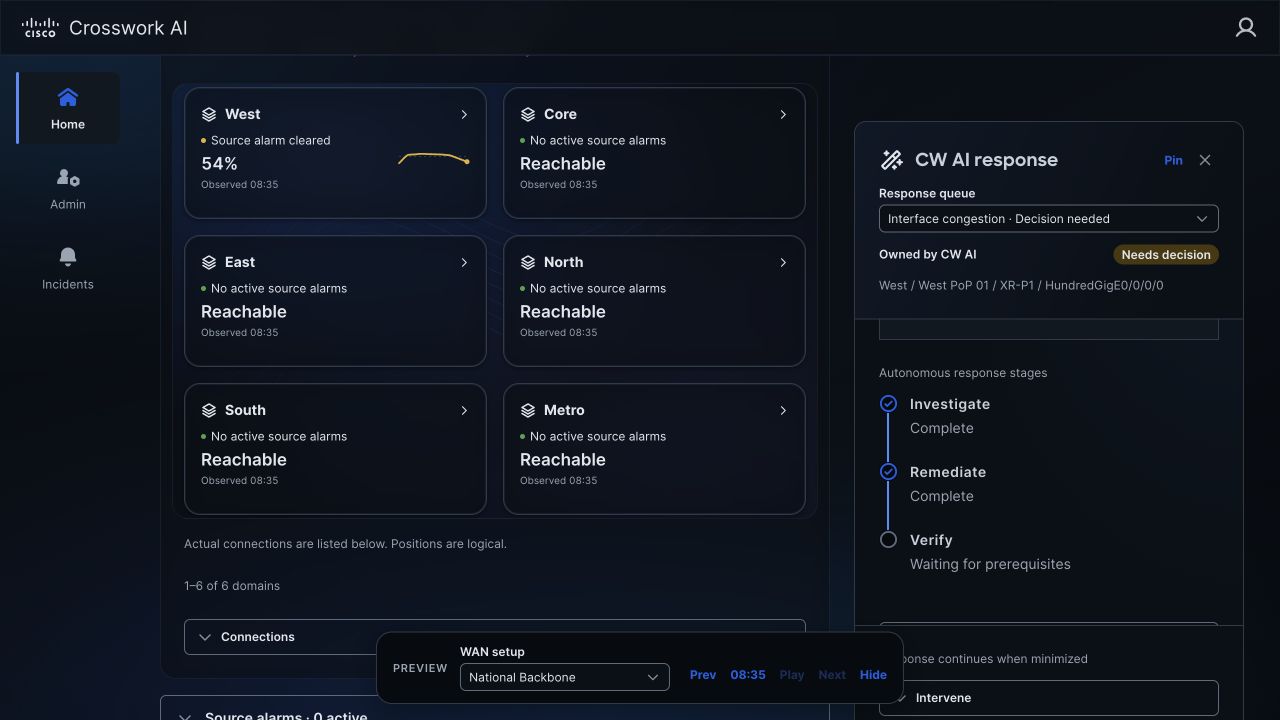 CISCO
Crosswork AI
Home
Admin
Incidents
West
Source alarm cleared
54%
Observed 08:35
Core
No active source alarms
Reachable
Observed 08:35
East
No active source alarms
Reachable
Observed 08:35
North
No active source alarms
Reachable
Observed 08:35
South
No active source alarms
Reachable
Observed 08:35
Metro
No active source alarms
Reachable
Observed 08:35
Actual connections are listed below. Positions are logical.
1–6 of 6 domains
Connections
Source alarms · 0 active
CW AI response
Pin
Response queue
Interface congestion · Decision needed
Owned by CW AI
Needs decision
West / West PoP 01 / XR-P1 / HundredGigE0/0/0/0
Autonomous response stages
Investigate
Complete
Remediate
Complete
Verify
Waiting for prerequisites
continues when minimized
Intervene
PREVIEW
WAN setup
National Backbone
Prev
08:35
Play
Next
Hide